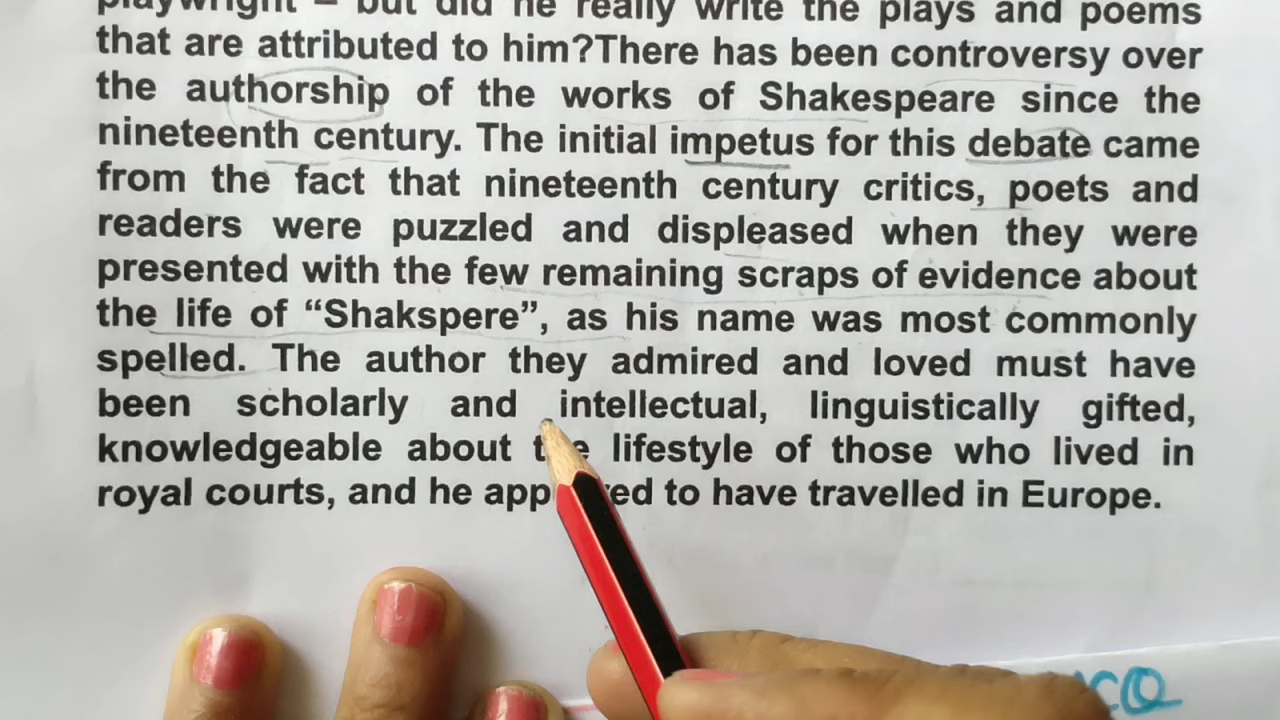 playwright – but did he really write the plays and poems
that are attributed to him?There has been controversy over
the authorship of the works of Shakespeare since the
nineteenth century. The initial impetus for this debate came
from the fact that nineteenth century critics, poets and
readers were puzzled and displeased when they were
presented with the few remaining scraps of evidence about
the life of “Shakspere”, as his name was most commonly
spelled. The author they admired and loved must have
been scholarly and intellectual, linguistically gifted,
knowledgeable about lifestyle of those who lived in
royal courts, and he to have travelled in Europe.